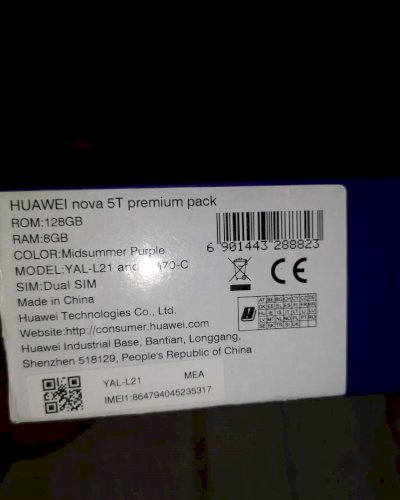 HUAWEI nova 5T premium pack
ROM:128GB
RAM:8GB
COLOR:Midsummer Purple
MODEL:YAL-L21 and 70-C
SIM:Dual SIM
Made in China
Huawei Technologies Co., Ltd.
Website:http://consumer.huawei.com
Huawei Industrial Base, Bantian, Longgang,
Shenzhen 518129, People's Republic of China
6 901443 288823
CE
YAL-L21 MEA
IMEI1:864794045235317